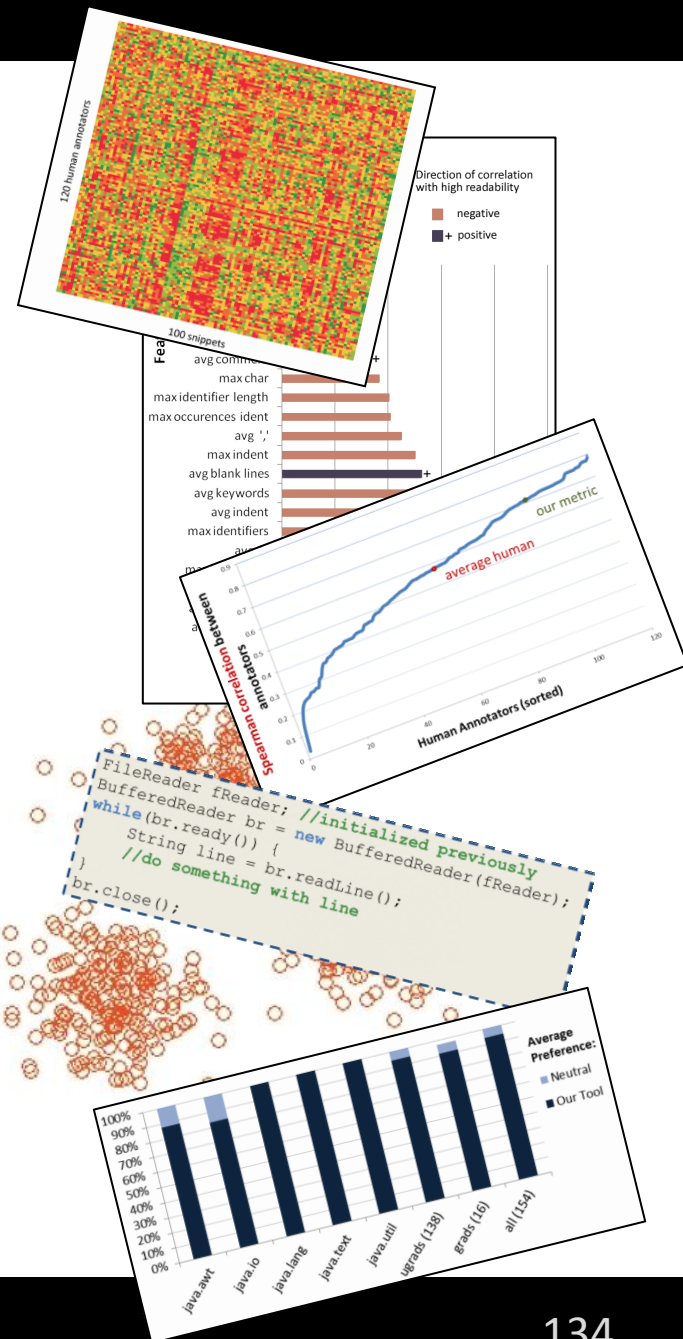 120 human annotators
100 snippets
Direction of correlation
with high readability
negative
+ positive
Fea
avg comme
+
max char
max identifier length
max occurences ident
avg ','
max indent
avg blank lines
+
avg keywords
avg indent
max identifiers
our metric
average human
Spearman correlation between
annotators
0.9
0.8
0.7
0.6
0.5
0.4
0.3
0.2
0.1
0
0
20
40
60
80
100
120
Human Annotators (sorted)
FileReader fReader; //initialized previously
BufferedReader br = new BufferedReader(fReader);
while(br.ready()) {
String line = br.readLine();
//do something with line
}
br.close();
Average
Preference:
Neutral
Our Tool
100%
90%
80%
70%
60%
50%
40%
30%
20%
10%
0%
java.awt
java.io
java.lang
java.text
java.util
ugrads (138)
grads (16)
all (154)
134